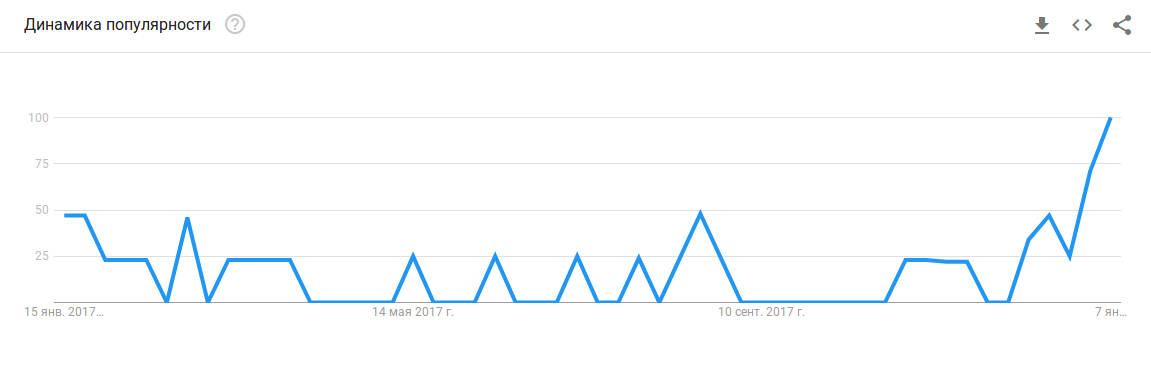 Динамика популярности ?
100
75
50
25
15 янв. 2017…
14 мая 2017 г.
10 сент. 2017 г.
7 ян…